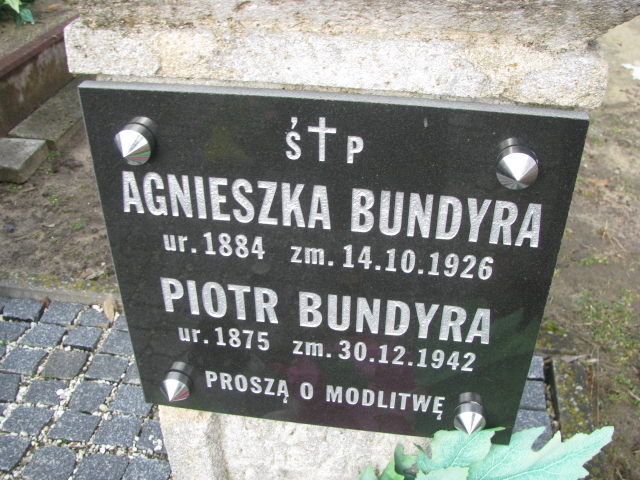 Ś†P
AGNIESZKA BUNDYRA
ur. 1884 zm. 14.10.1926
PIOTR BUNDYRA
ur. 1875 zm. 30.12.1942
PROSZĄ O MODLITWĘ